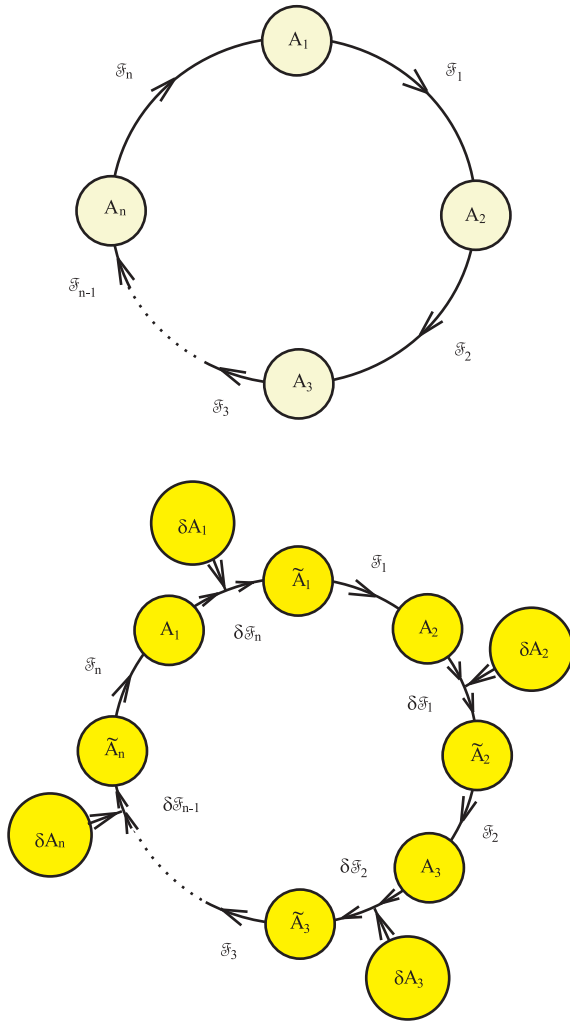 A₁
ℱₙ
ℱ₁
Aₙ
A₂
ℱₙ₋₁
ℱ₂
A₃
ℱ₃
δA₁
ℱ₁
Ã₁
A₁
δℱₙ
A₂
δA₂
ℱₙ
δℱ₁
Ãₙ
Ã₂
δℱₙ₋₁
δAₙ
ℱ₂
δℱ₂
A₃
Ã₃
ℱ₃
δA₃